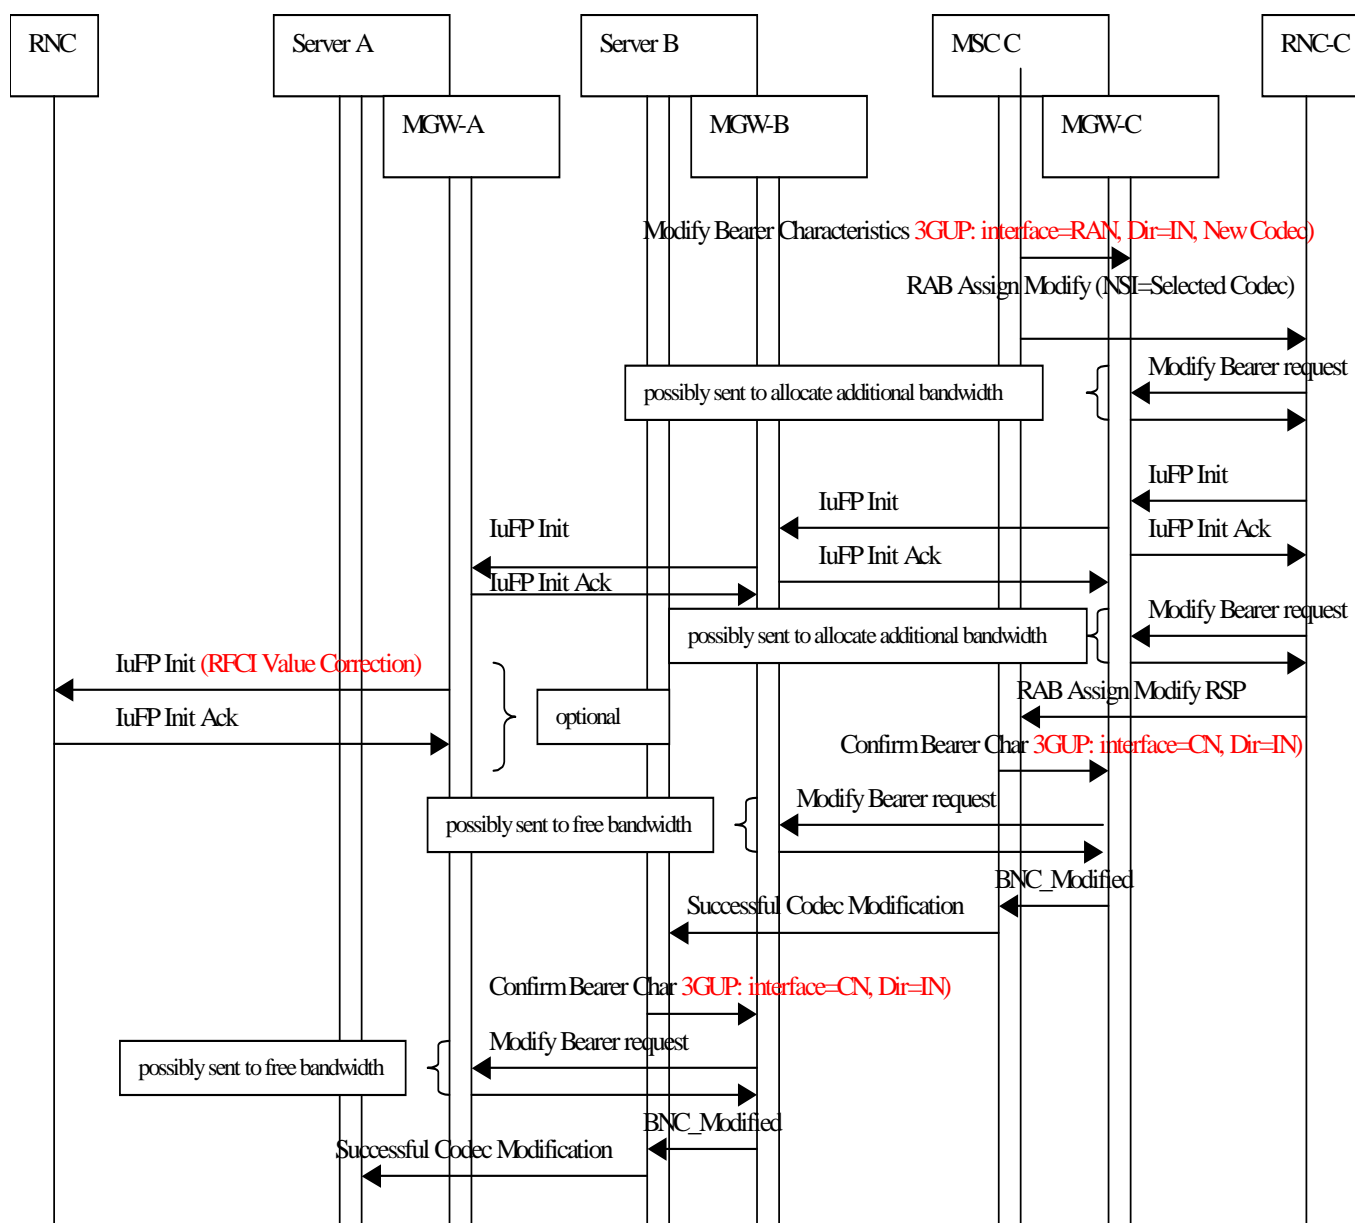 RNC
Server A
Server B
MSC C
RNC-C
MGW-A
MGW-B
MGW-C
Modify Bearer Characteristics 3GUP: interface=RAN, Dir=IN, New Codec)
RAB Assign Modify (NSI=Selected Codec)
Modify Bearer request
possibly sent to allocate additional bandwidth
IuFP Init
IuFP Init
IuFP Init
IuFP Init Ack
IuFP Init Ack
IuFP Init Ack
Modify Bearer request
possibly sent to allocate additional bandwidth
IuFP Init (RFCI Value Correction)
RAB Assign Modify RSP
IuFP Init Ack
optional
Confirm Bearer Char 3GUP: interface=CN, Dir=IN)
Modify Bearer request
possibly sent to free bandwidth
BNC_Modified
Successful Codec Modification
Confirm Bearer Char 3GUP: interface=CN, Dir=IN)
Modify Bearer request
possibly sent to free bandwidth
BNC_Modified
Successful Codec Modification